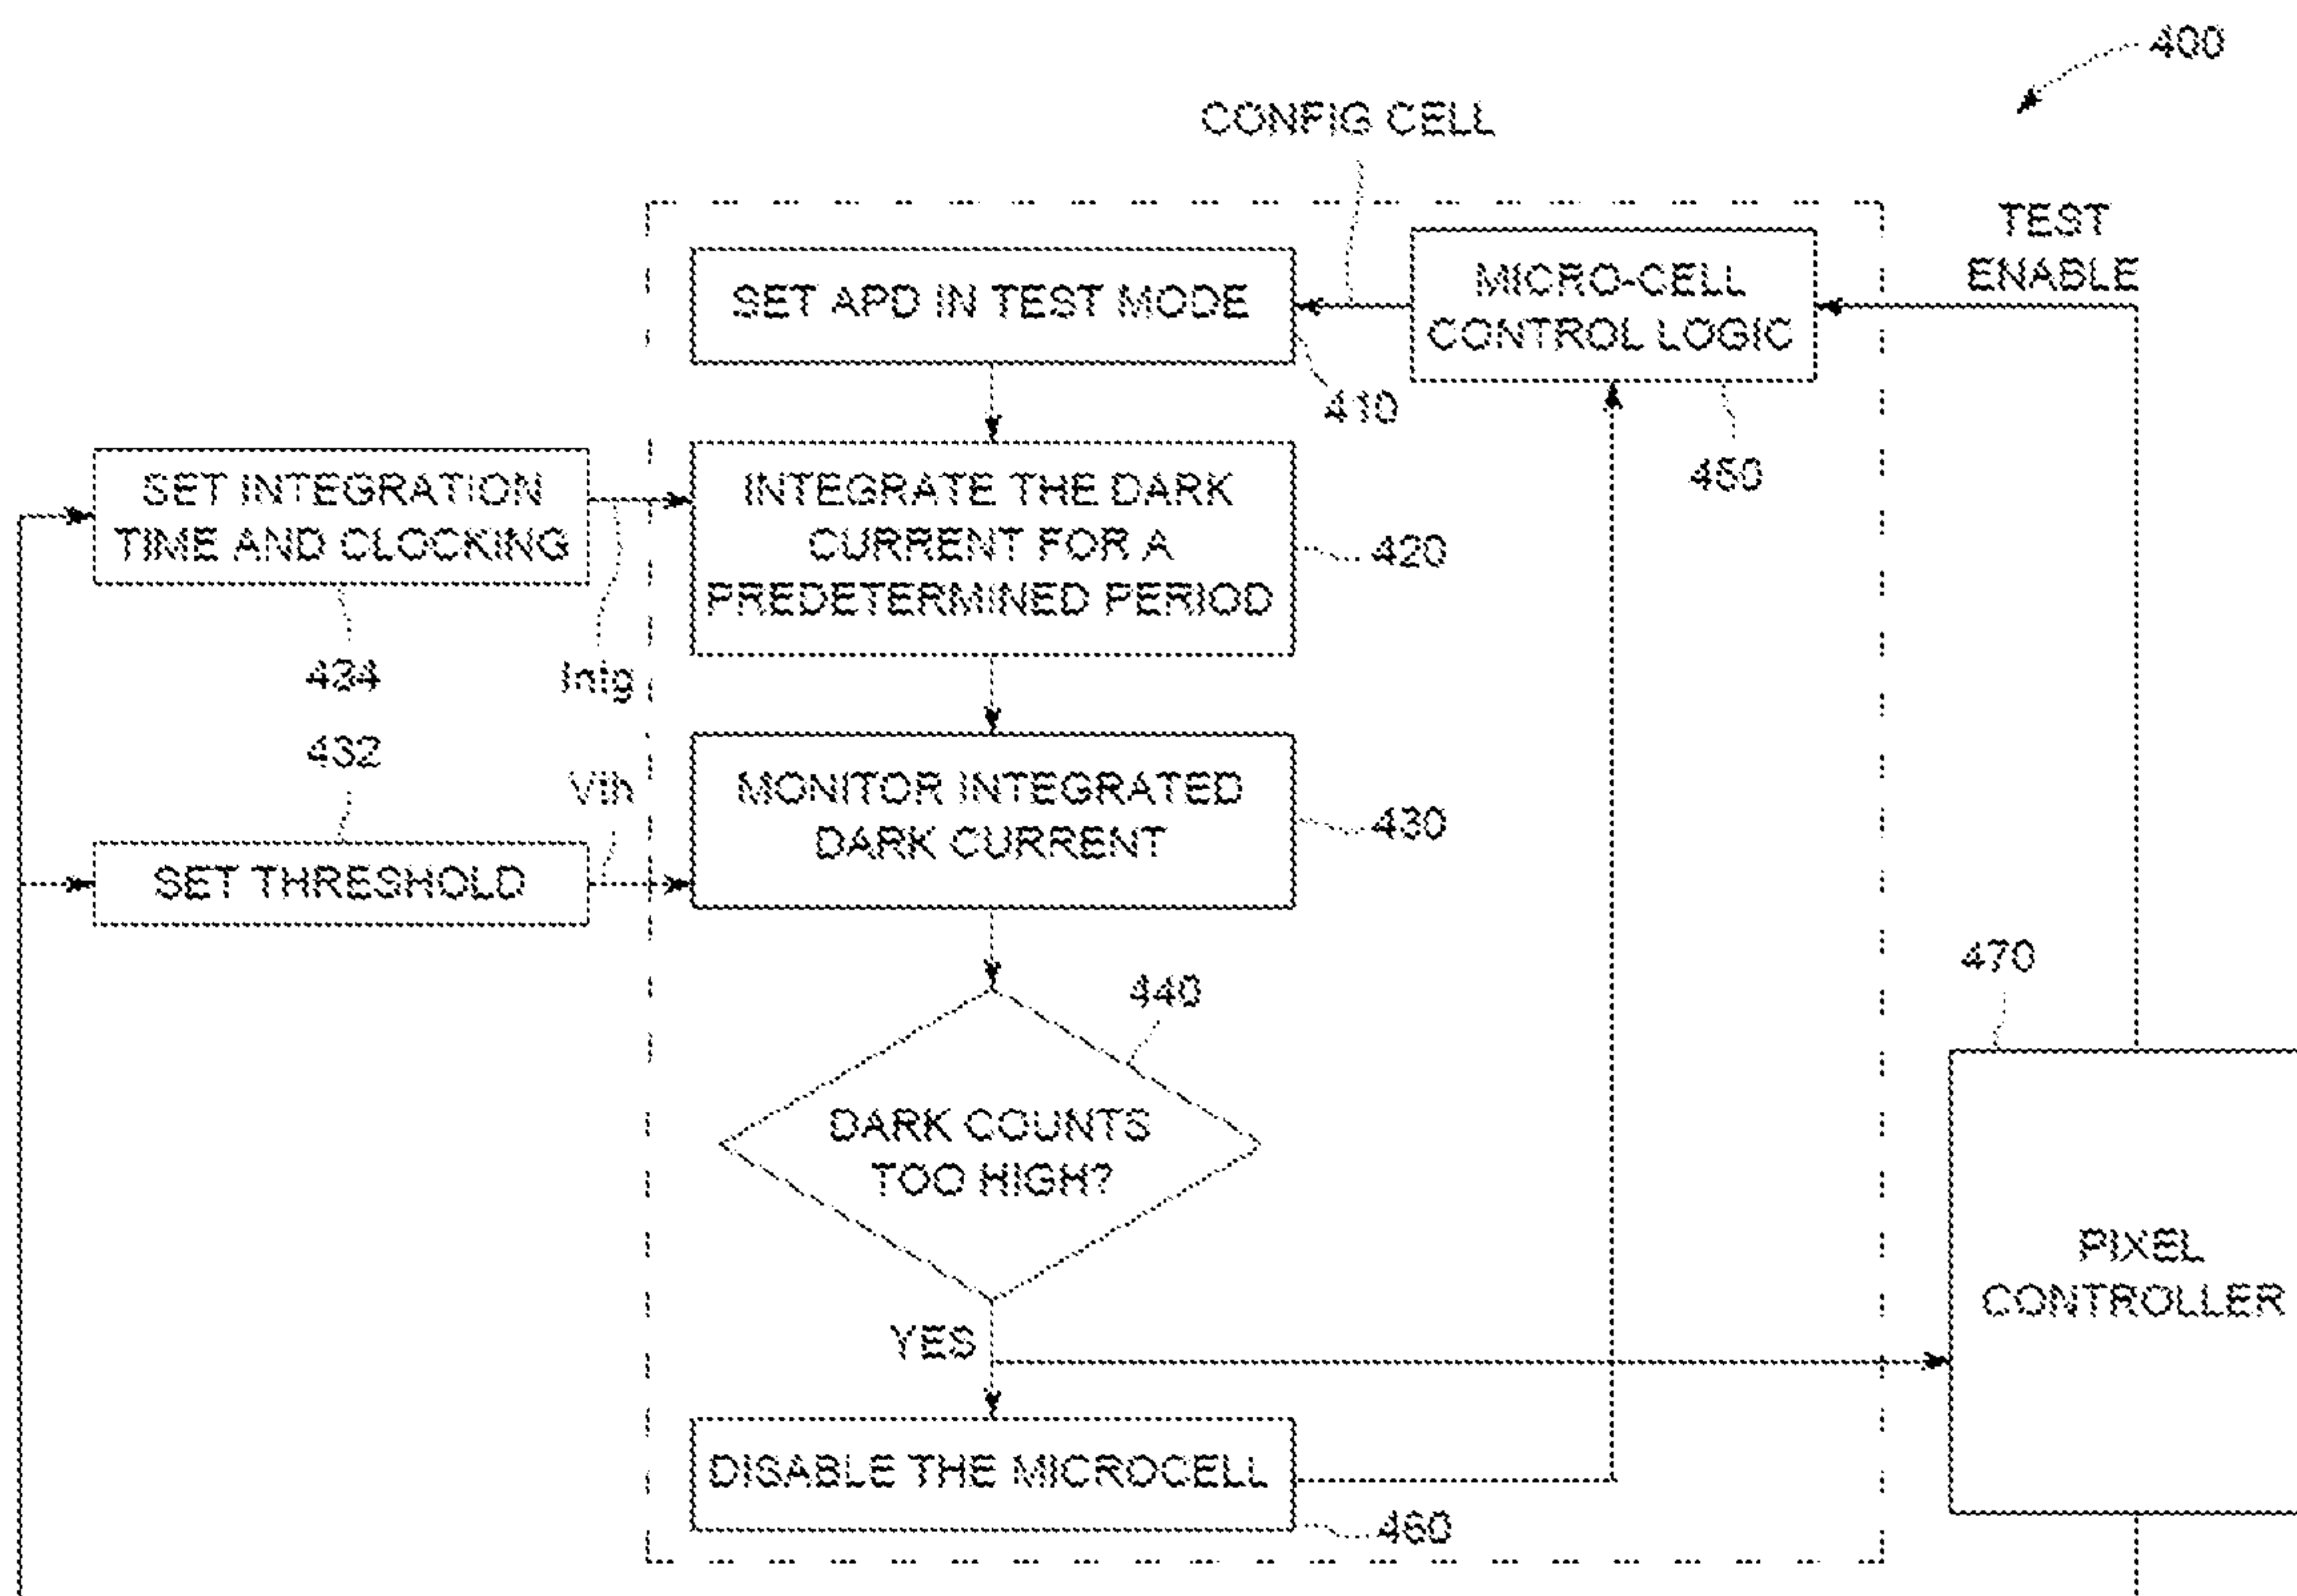 400
CONFIG CELL
TEST
ENABLE
SET APD IN TEST MODE
MICRO-CELL
CONTROL LOGIC
410
450
SET INTEGRATION
TIME AND CLOCKING
INTEGRATE THE DARK
CURRENT FOR A
PREDETERMINED PERIOD
420
434
Intg
432
Vth
MONITOR INTEGRATED
DARK CURRENT
430
SET THRESHOLD
470
440
DARK COUNTS
TOO HIGH?
PIXEL
CONTROLLER
YES
DISABLE THE MICROCELL
460